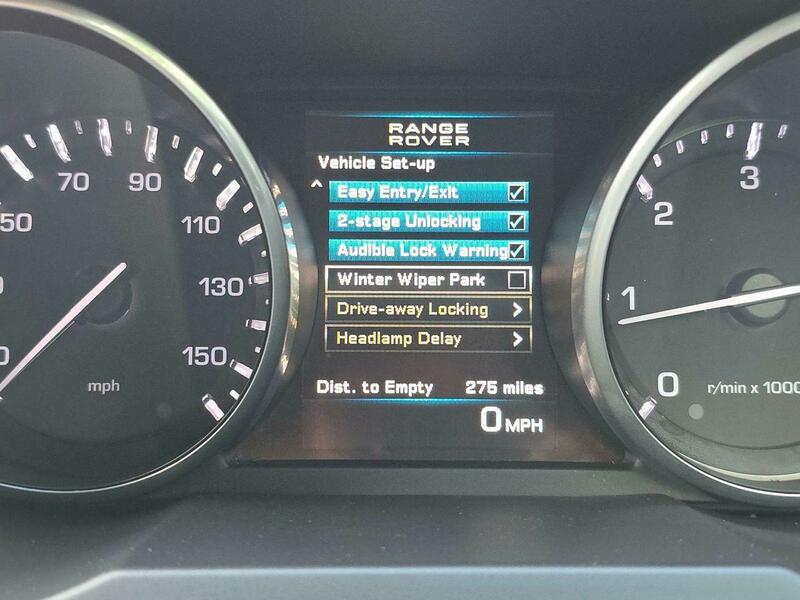 RANGE
ROVER
Vehicle Set-up
Easy Entry/Exit
2-stage Unlocking
Audible Lock Warning
Winter Wiper Park
Drive-away Locking
Headlamp Delay
Dist. to Empty 275 miles
0 MPH
50
70
90
110
130
150
mph
0
1
2
3
r/min x 1000